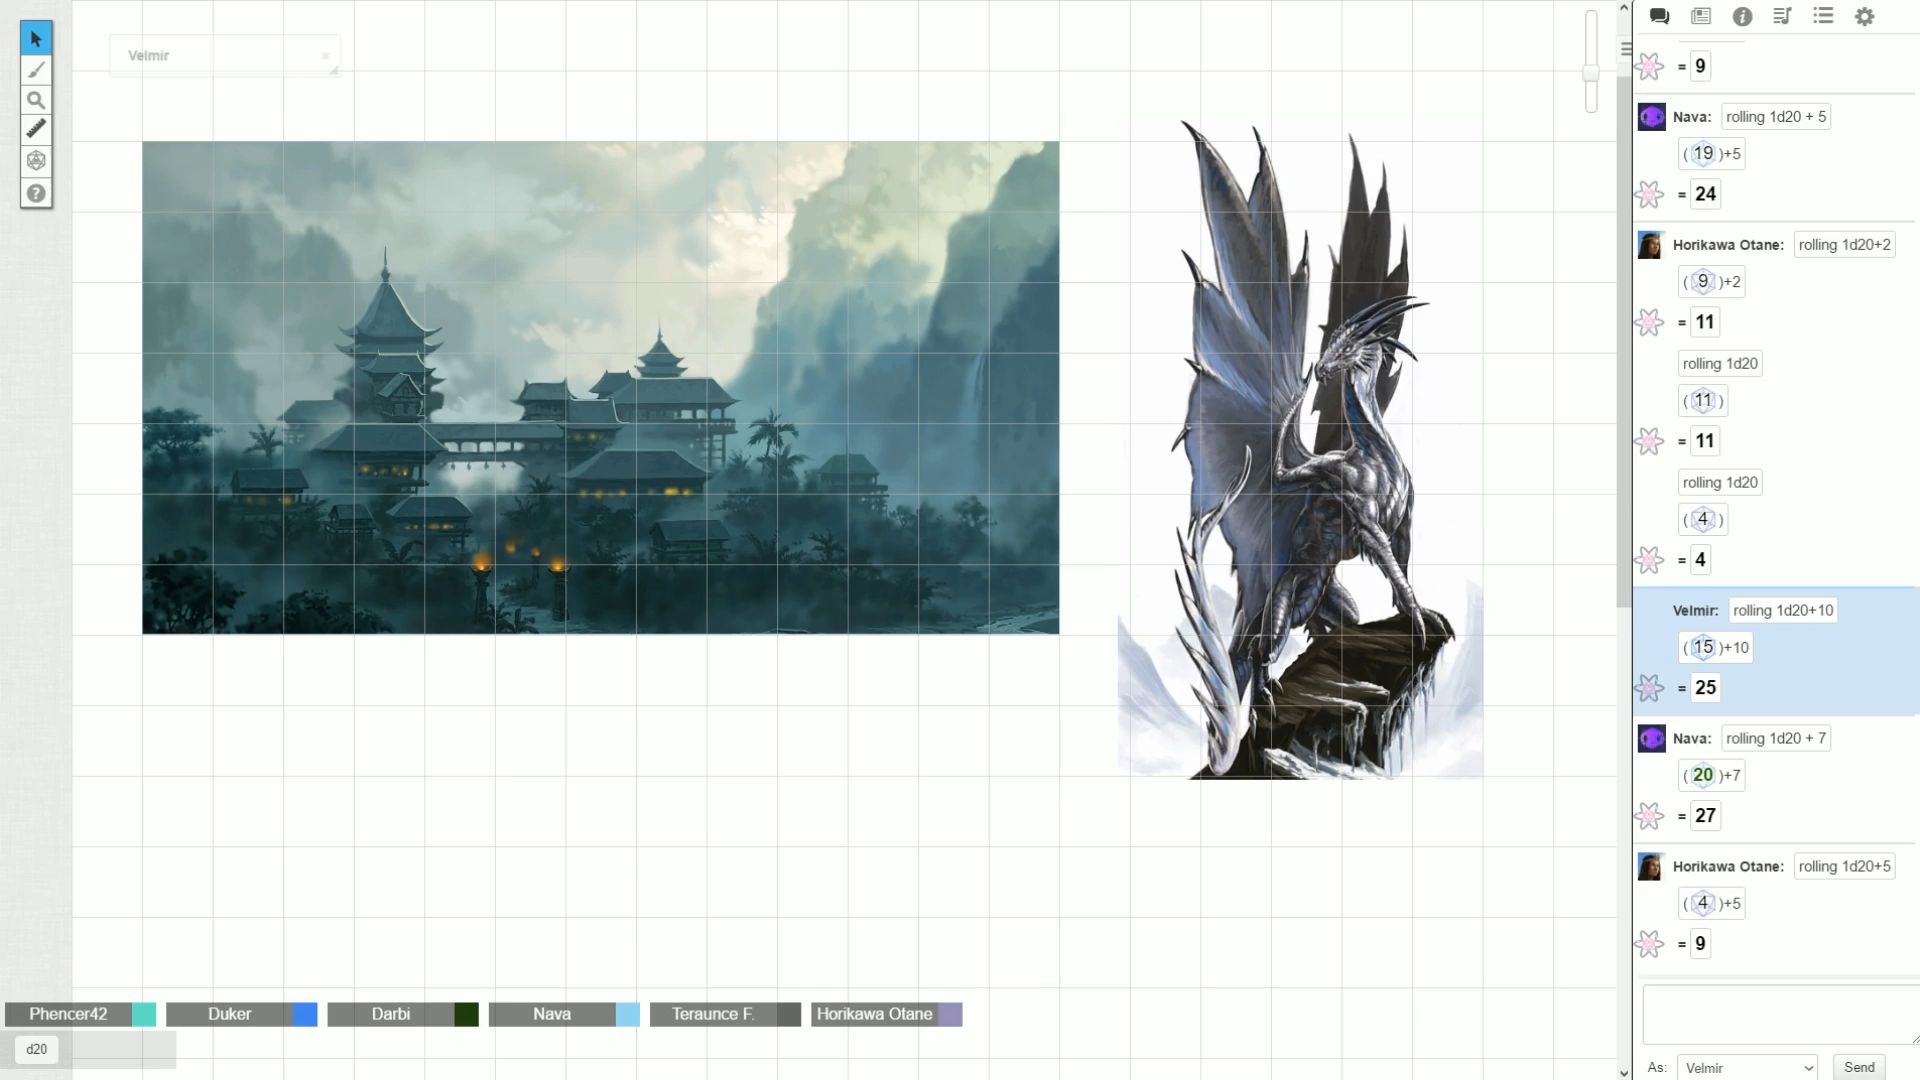 Velmir
= 9
Nava: rolling 1d20 + 5
(19)+5
= 24
Horikawa Otane: rolling 1d20+2
(9)+2
= 11
rolling 1d20
(11)
= 11
rolling 1d20
(4)
= 4
Velmir: rolling 1d20+10
(15)+10
= 25
Nava: rolling 1d20 + 7
(20)+7
= 27
Horikawa Otane: rolling 1d20+5
(4)+5
= 9
Phencer42 Duker Darbi Nava Teraunce F. Horikawa Otane
d20
As: Velmir Send